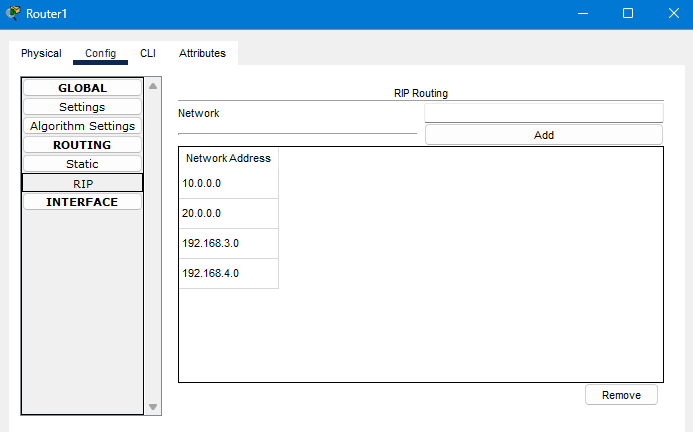 Router1
Physical Config CLI Attributes
GLOBAL
Settings
Algorithm Settings
ROUTING
Static
RIP
INTERFACE
RIP Routing
Network
Add
Network Address
10.0.0.0
20.0.0.0
192.168.3.0
192.168.4.0
Remove